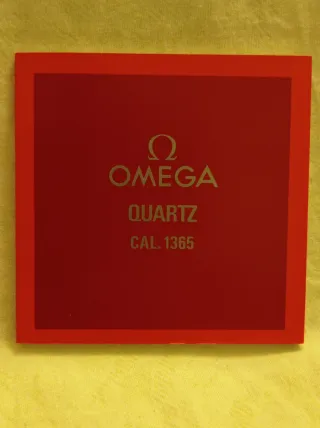 Ω
OMEGA
QUARTZ
CAL. 1365